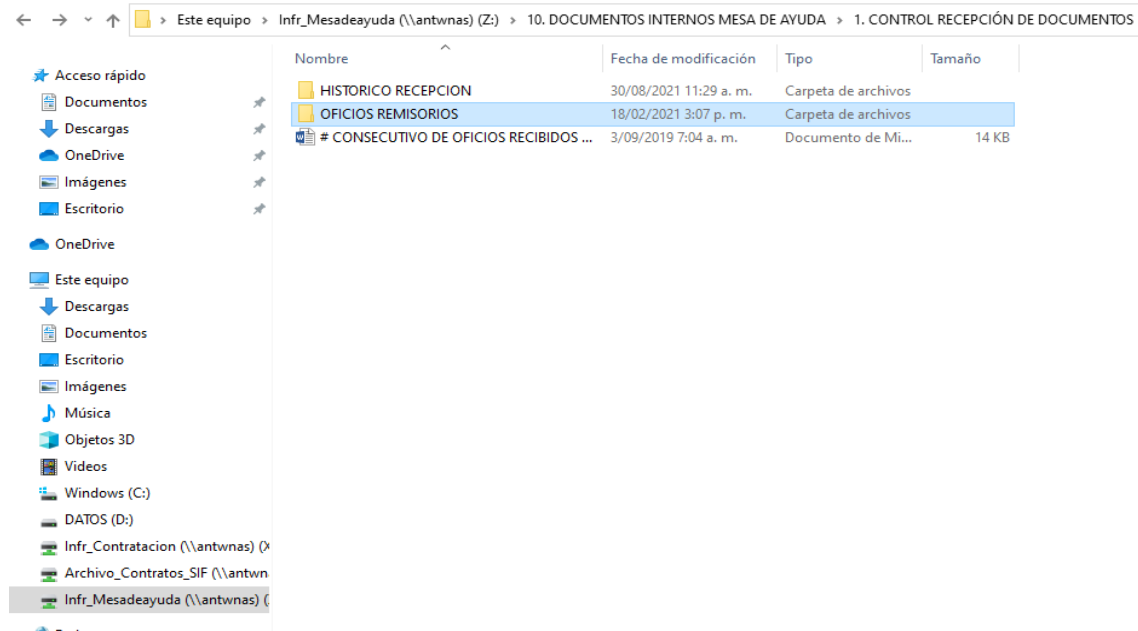 Este equipo > Infr_Mesadeayuda (\\antwnas) (Z:) > 10. DOCUMENTOS INTERNOS MESA DE AYUDA > 1. CONTROL RECEPCIÓN DE DOCUMENTOS
Nombre Fecha de modificación Tipo Tamaño
HISTORICO RECEPCION 30/08/2021 11:29 a. m. Carpeta de archivos
OFICIOS REMISORIOS 18/02/2021 3:07 p. m. Carpeta de archivos
# CONSECUTIVO DE OFICIOS RECIBIDOS ... 3/09/2019 7:04 a. m. Documento de Mi... 14 KB
Acceso rápido
Documentos
Descargas
OneDrive
Imágenes
Escritorio
OneDrive
Este equipo
Descargas
Documentos
Escritorio
Imágenes
Música
Objetos 3D
Videos
Windows (C:)
DATOS (D:)
Infr_Contratacion (\\antwnas) (X
Archivo_Contratos_SIF (\\antwn
Infr_Mesadeayuda (\\antwnas) (